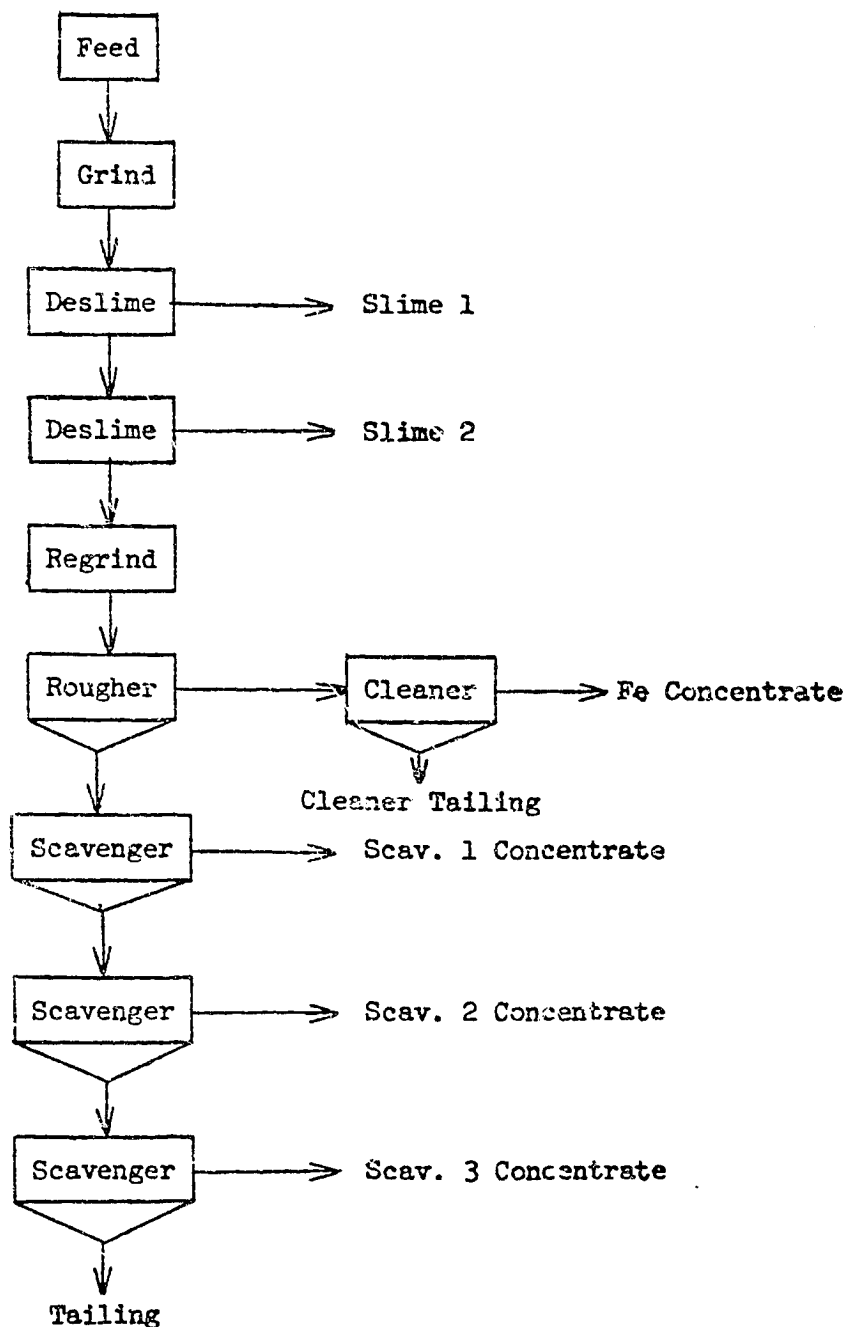 Feed
Grind
Deslime
Slime 1
Deslime
Slime 2
Regrind
Rougher
Cleaner
Fe Concentrate
Cleaner Tailing
Scavenger
Scav. 1 Concentrate
Scavenger
Scav. 2 Concentrate
Scavenger
Scav. 3 Concentrate
Tailing